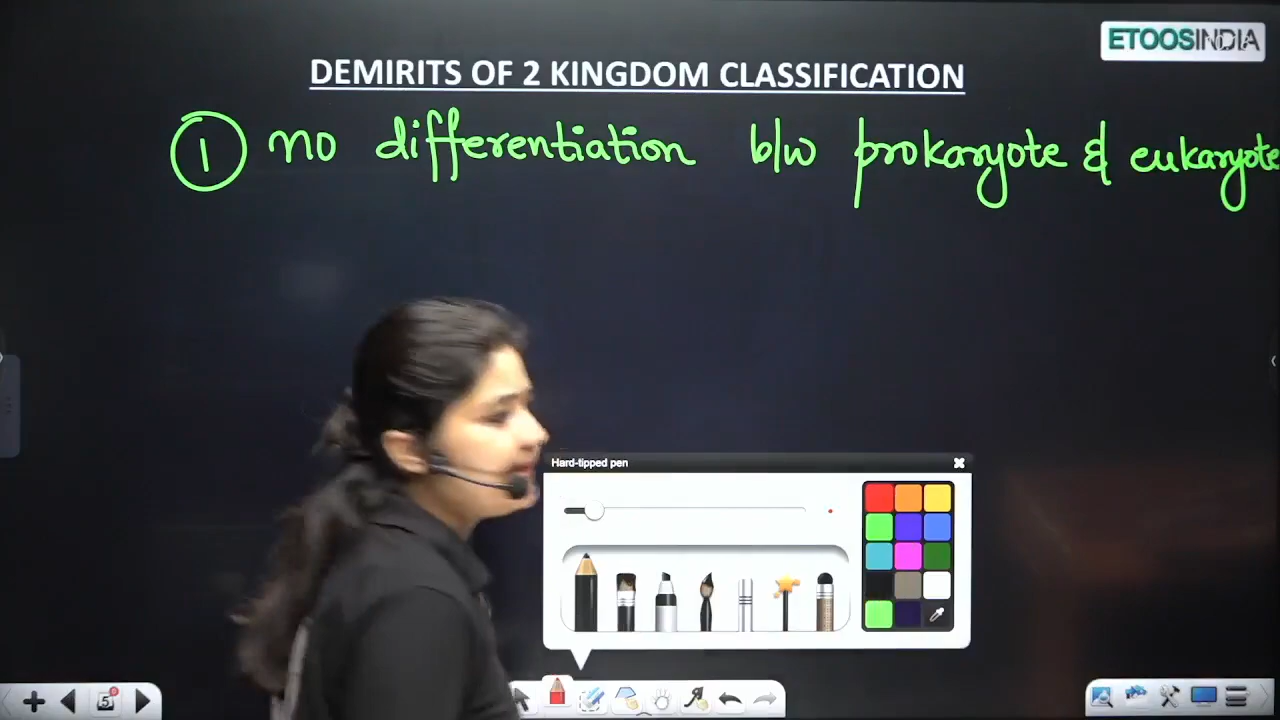 ETOOSINDIA
DEMIRITS OF 2 KINGDOM CLASSIFICATION
1 no differentiation b/w prokaryote & eukaryote
Hard-tipped pen
5